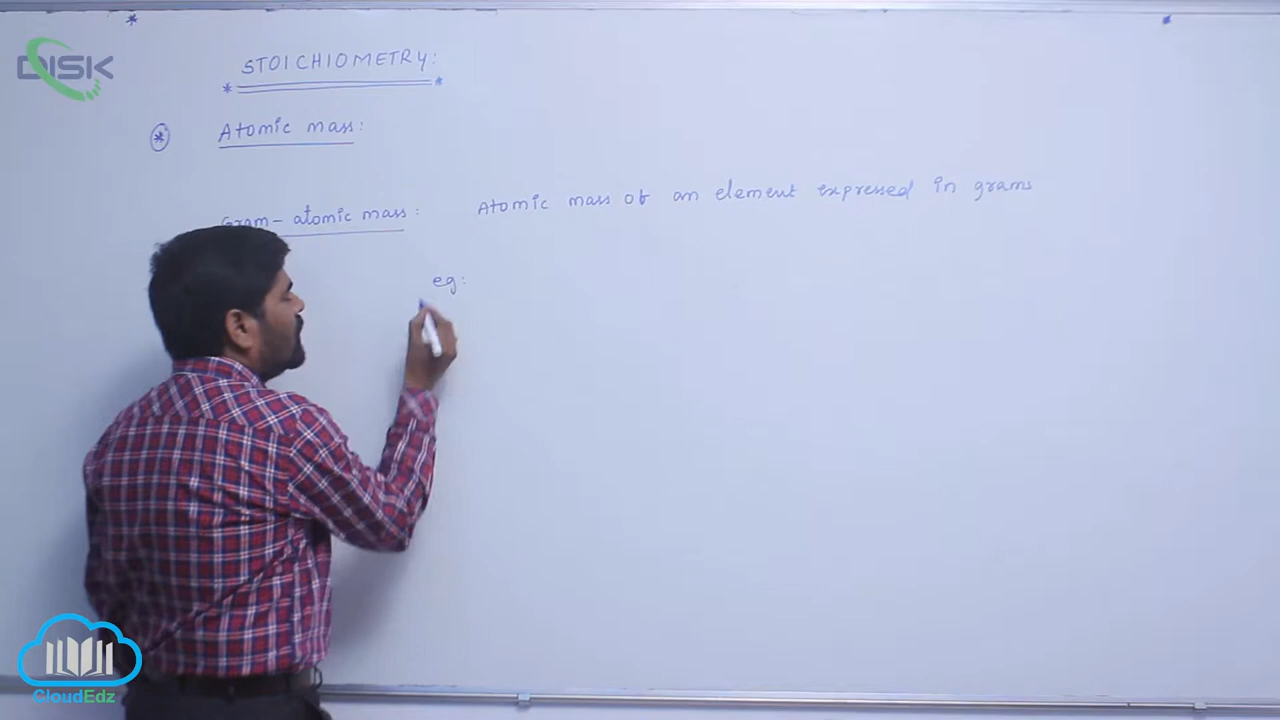 DISK
STOICHIOMETRY:
Atomic mass:
Gram-atomic mass: Atomic mass of an element expressed in grams
eg:
CloudEdz